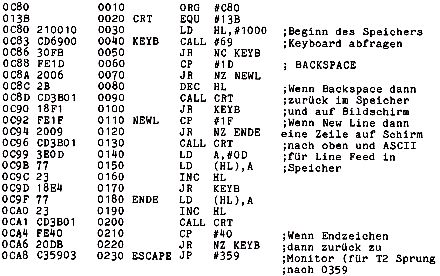 0C80 0010 ORG #C80
013B 0020 CRT EQU #13B
0C80 210010 0030 LD HL,#1000 ;Beginn des Speichers
0C83 CD6900 0040 KEYB CALL #69 ;Keyboard abfragen
0C86 30FB 0050 JR NC KEYB
0C88 FE1D 0060 CP #1D ; BACKSPACE
0C8A 2006 0070 JR NZ NEWL
0C8C 2B 0080 DEC HL ;Wenn Backspace dann
0C8D CD3B01 0090 CALL CRT ;zurück im Speicher
0C90 18F1 0100 JR KEYB ;und auf Bildschirm
0C92 FE1F 0110 NEWL CP #1F ;Wenn New Line dann
0C94 2009 0120 JR NZ ENDE eine Zeile auf Schirm
0C96 CD3B01 0130 CALL CRT ;nach oben und ASCII
0C99 3E0D 0140 LD A,#0D ;für Line Feed in
0C9B 77 0150 LD (HL),A ;Speicher
0C9C 23 0160 INC HL
0C9D 18E4 0170 JR KEYB
0C9F 77 0180 ENDE LD (HL),A
0CA0 23 0190 INC HL
0CA1 CD3B01 0200 CALL CRT
0CA4 FE40 0210 CP #40 ;Wenn Endzeichen
0CA6 20DB 0220 JR NZ KEYB ;dann zurück zu
0CA8 C35903 0230 ESCAPE JP #359 ;Monitor (für T2 Sprung
;nach 0359